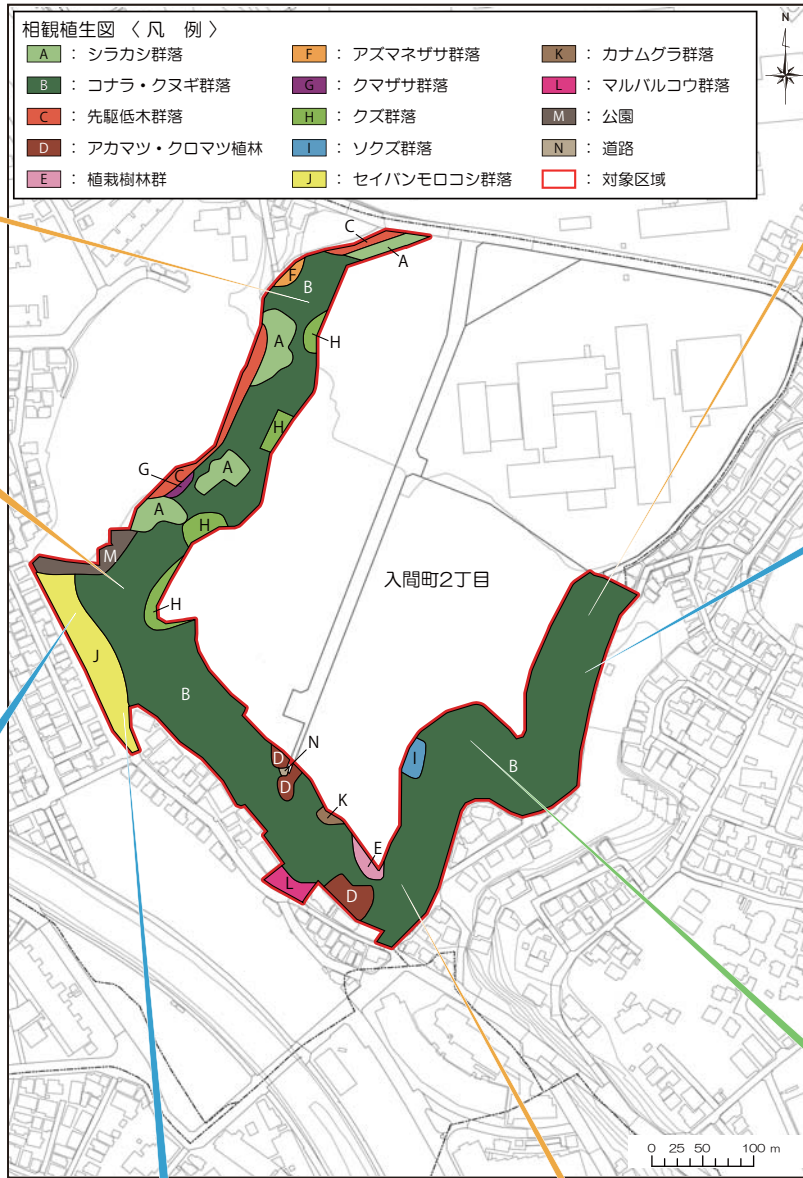 相観植生図 〈 凡 例 〉
A : シラカシ群落
B : コナラ・クヌギ群落
C : 先駆低木群落
D : アカマツ・クロマツ植林
E : 植栽樹林群
F : アズマネザサ群落
G : クマザサ群落
H : クズ群落
I : ソクズ群落
J : セイバンモロコシ群落
K : カナムグラ群落
L : マルバルコウ群落
M : 公園
N : 道路
: 対象区域
N
C
A
F
B
A
H
H
G
C
A
A
H
M
H
入間町2丁目
J
B
N
D
D
I
B
K
E
L
D
0 25 50 100 m